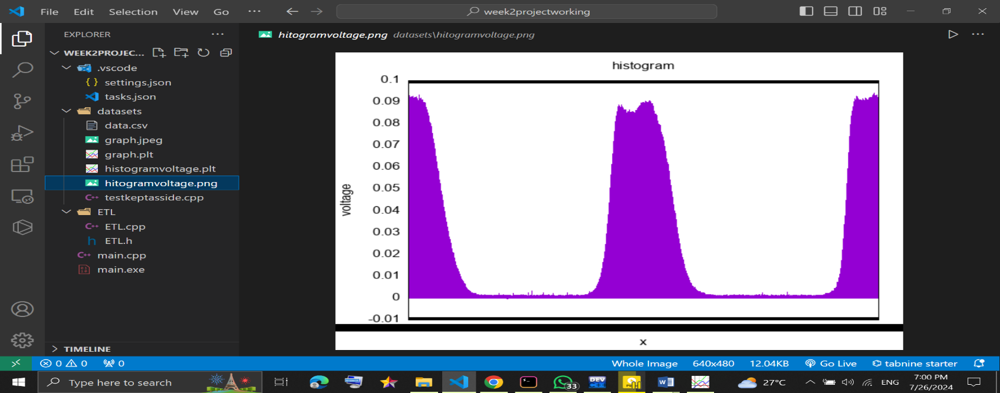 File Edit Selection View Go ··· week2projectworking
EXPLORER ···
hitogramvoltage.png datasets\hitogramvoltage.png ···
WEEK2PROJEC...
.vscode
{ } settings.json
tasks.json
datasets
data.csv
graph.jpeg
graph.plt
histogramvoltage.plt
hitogramvoltage.png
C++ testkeptasside.cpp
ETL
C++ ETL.cpp
h ETL.h
C++ main.cpp
main.exe
TIMELINE
histogram
0.1
0.09
0.08
0.07
0.06
0.05
0.04
0.03
0.02
0.01
0
-0.01
voltage
x
0 0 0 Whole Image 640x480 12.04KB Go Live tabnine starter
Type here to search 33 DEV 27°C ENG 7:00 PM
7/26/2024